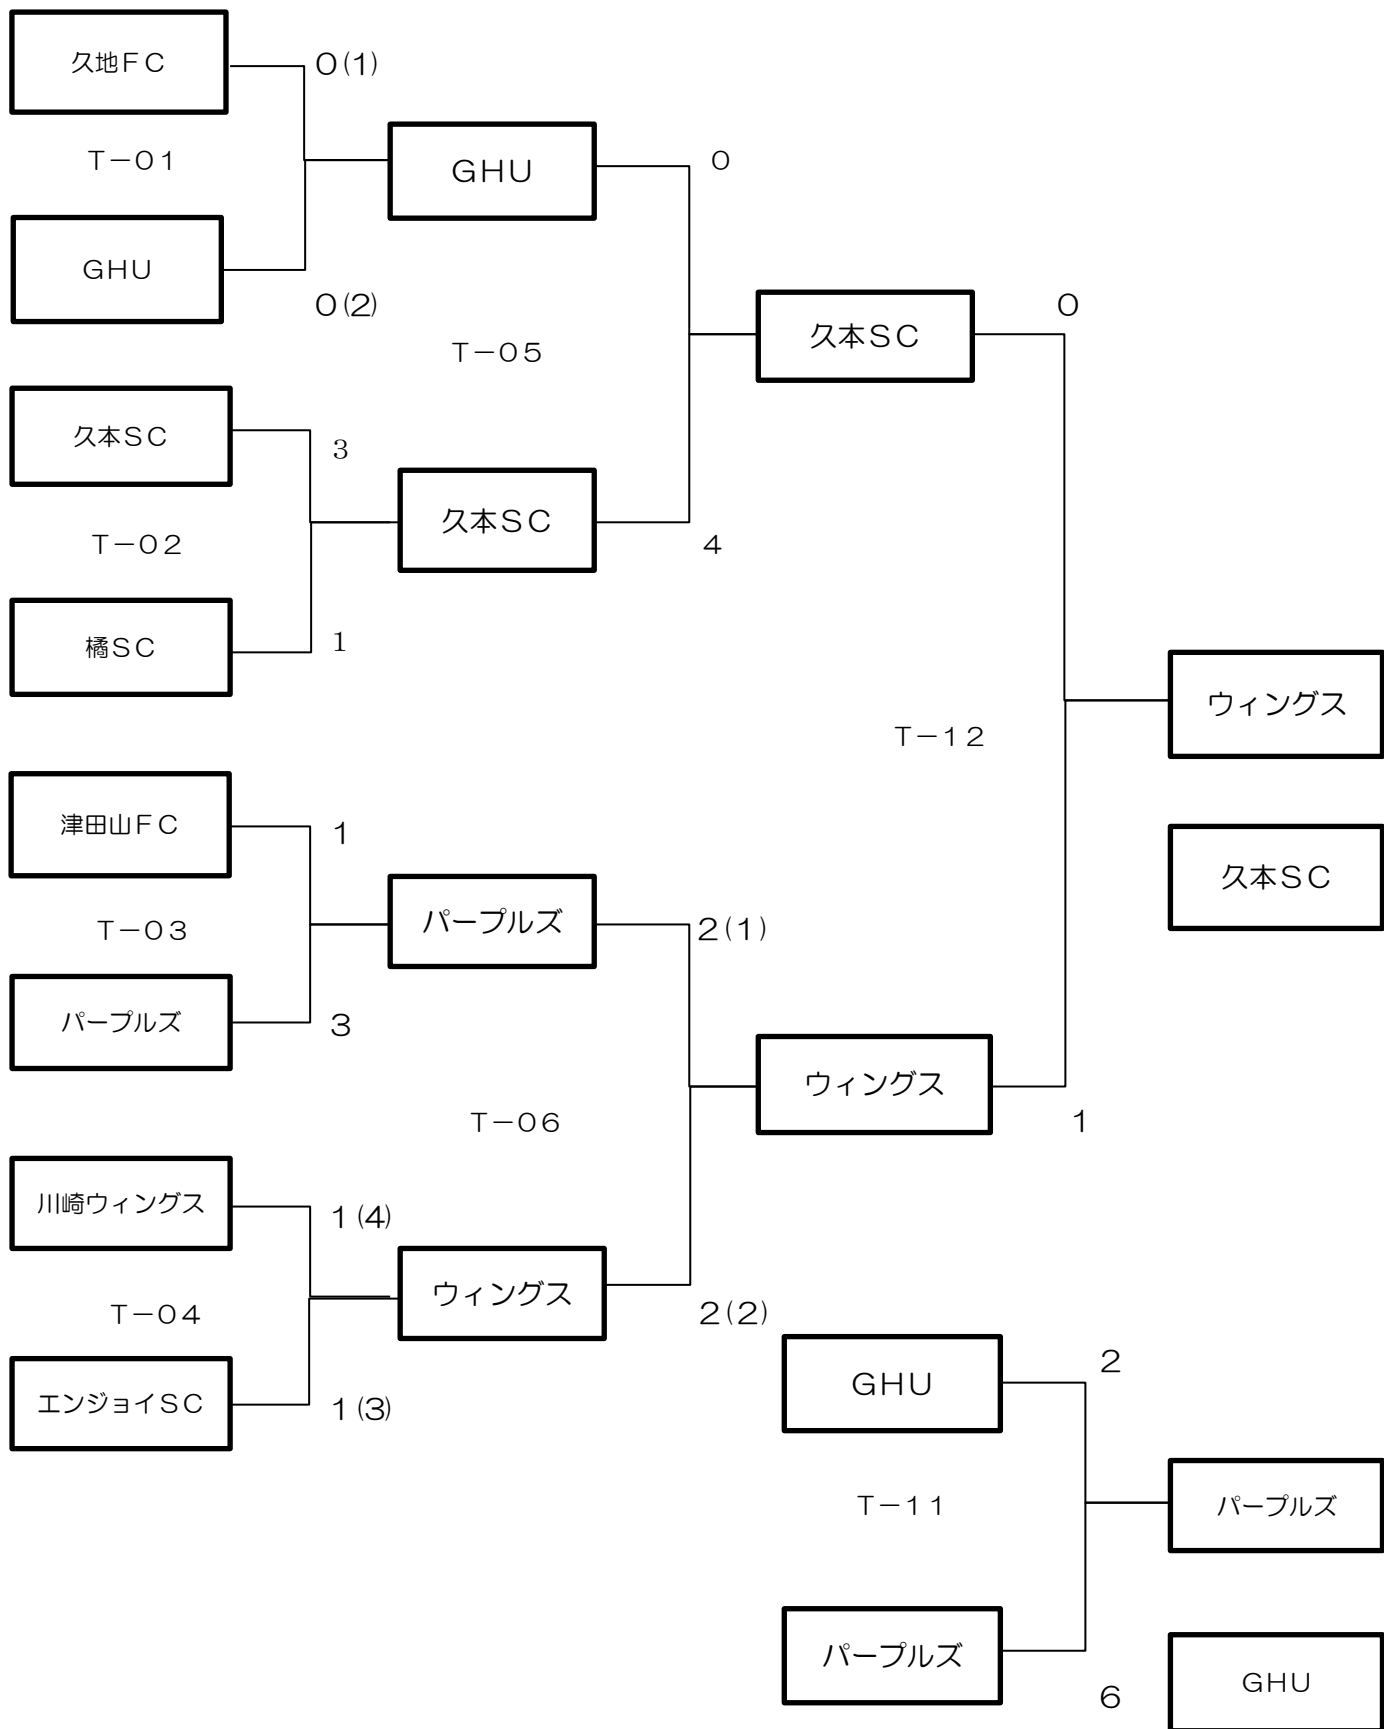 久地ＦＣ
０(１)
Ｔ－０１
ＧＨＵ
０
ＧＨＵ
０(２)
Ｔ－０５
久本ＳＣ
０
久本ＳＣ
３
久本ＳＣ
Ｔ－０２
４
橘ＳＣ
１
ウィングス
Ｔ－１２
津田山ＦＣ
１
久本ＳＣ
パープルズ
２(１)
Ｔ－０３
パープルズ
３
ウィングス
１
Ｔ－０６
川崎ウィングス
１(４)
ウィングス
２(２)
Ｔ－０４
エンジョイＳＣ
１(３)
ＧＨＵ
２
Ｔ－１１
パープルズ
パープルズ
６
ＧＨＵ